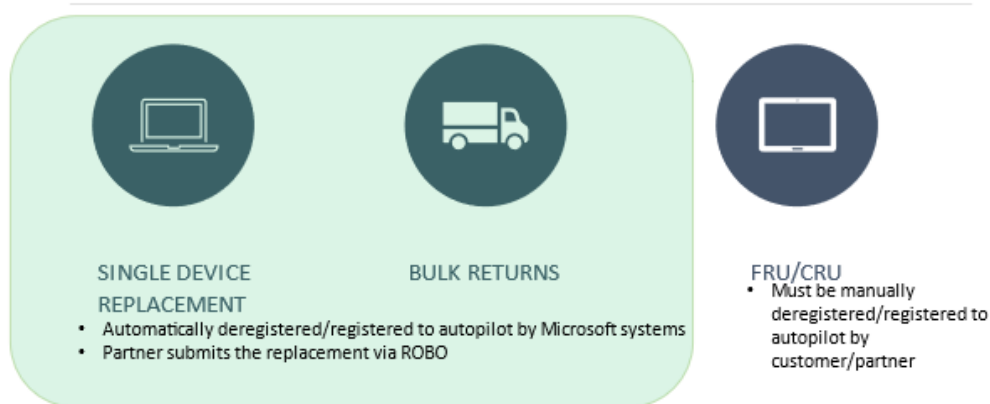 SINGLE DEVICE
REPLACEMENT
• Automatically deregistered/registered to autopilot by Microsoft systems
• Partner submits the replacement via ROBO
BULK RETURNS
FRU/CRU
• Must be manually
deregistered/registered to
autopilot by
customer/partner